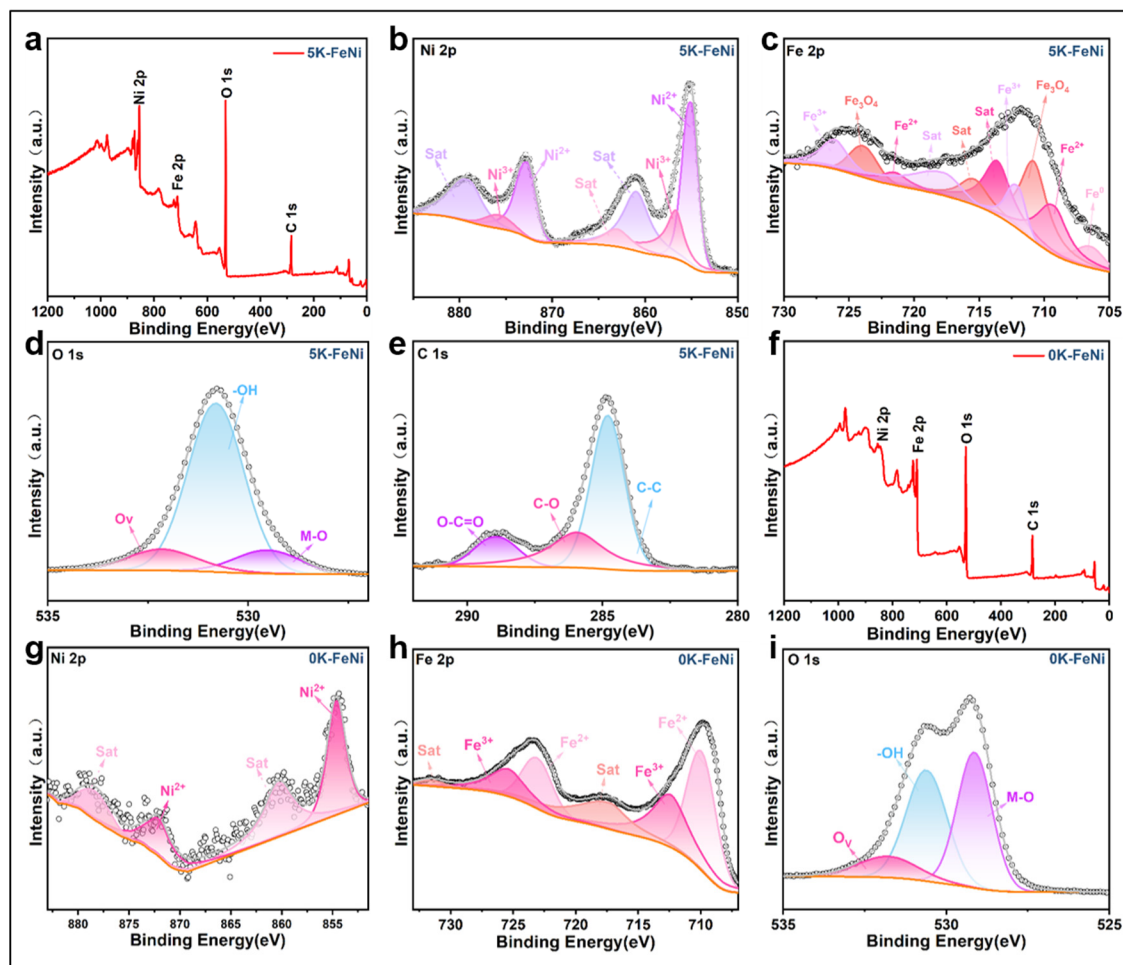 a
5K-FeNi
Ni 2p
Fe 2p
O 1s
C 1s
Intensity (a.u.)
1200 1000 800 600 400 200 0
Binding Energy(eV)
b
Ni 2p
5K-FeNi
Sat
Ni³⁺
Ni²⁺
Sat
Sat
Ni³⁺
Ni²⁺
Intensity (a.u.)
880 870 860 850
Binding Energy(eV)
c
Fe 2p
5K-FeNi
Fe³⁺
Fe₃O₄
Fe²⁺
Sat
Sat
Sat
Fe³⁺
Fe₃O₄
Fe²⁺
Fe⁰
Intensity (a.u.)
730 725 720 715 710 705
Binding Energy(eV)
d
O 1s
5K-FeNi
-OH
Ov
M-O
Intensity (a.u.)
535 530
Binding Energy(eV)
e
C 1s
5K-FeNi
O-C=O
C-O
C-C
Intensity (a.u.)
290 285 280
Binding Energy(eV)
f
0K-FeNi
Ni 2p
Fe 2p
O 1s
C 1s
Intensity (a.u.)
1200 1000 800 600 400 200 0
Binding Energy(eV)
g
Ni 2p
0K-FeNi
Sat
Ni²⁺
Sat
Ni²⁺
Intensity (a.u.)
875 870 865 860 855
Binding Energy(eV)
h
Fe 2p
0K-FeNi
Sat
Fe³⁺
Fe²⁺
Sat
Fe³⁺
Fe²⁺
Intensity (a.u.)
730 725 720 715 710
Binding Energy(eV)
i
O 1s
0K-FeNi
-OH
M-O
Oᵥ
Intensity (a.u.)
535 530 525
Binding Energy(eV)